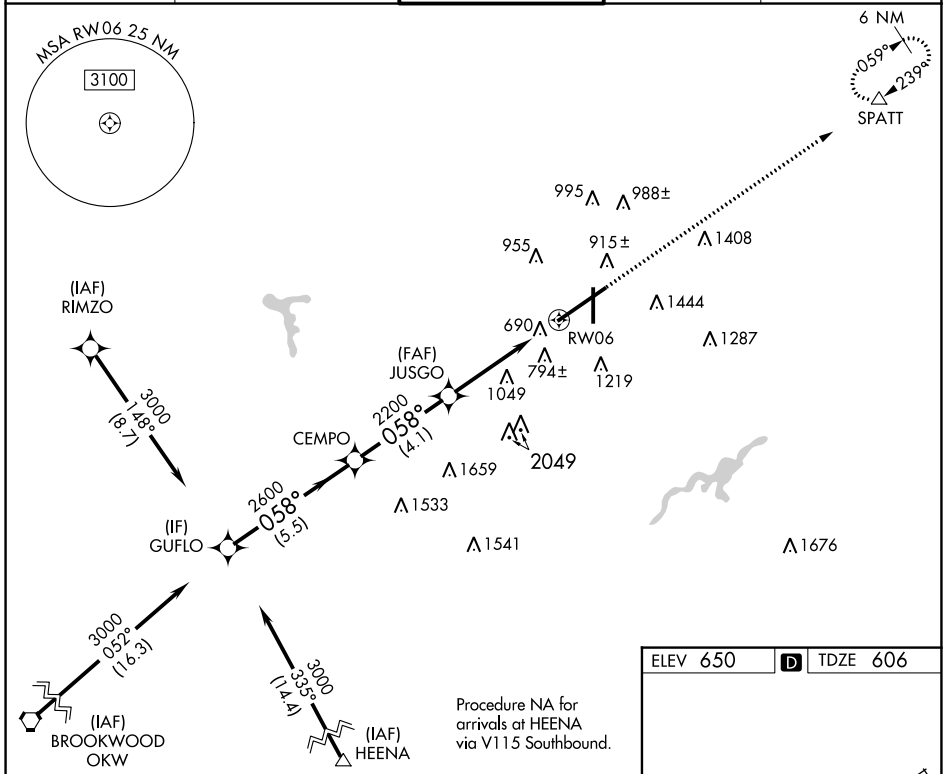 MSA RW06 25 NM
3100
6 NM
059°
239°
SPATT
995
988±
955
915±
1408
1444
690
RW06
1287
794±
1219
1049
(IAF)
RIMZO
3000
148°
(8.7)
(FAF)
JUSGO
2200
058°
(4.1)
CEMPO
2049
1659
2600
058°
(5.5)
1533
(IF)
GUFLO
1541
1676
3000
052°
(16.3)
3000
335°
(14.4)
(IAF)
BROOKWOOD
OKW
(IAF)
HEENA
Procedure NA for
arrivals at HEENA
via V115 Southbound.
ELEV 650
D
TDZE 606